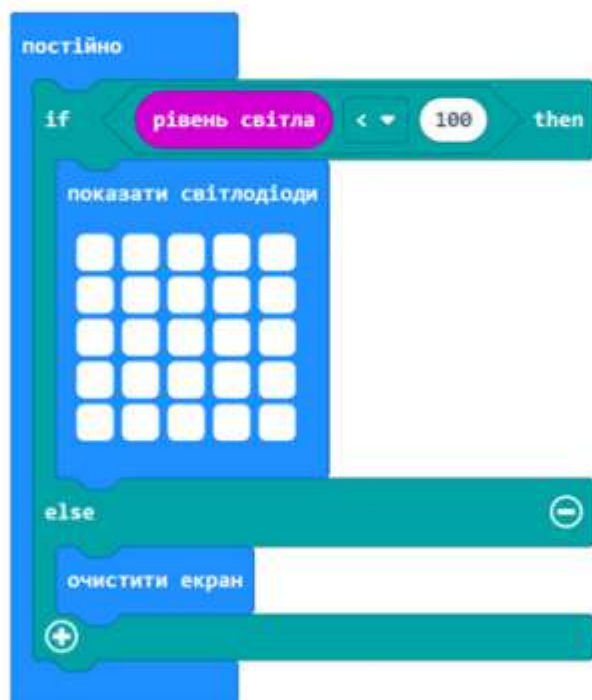 постійно
if рівень світла < 100 then
показати світлодіоди
else
очистити екран